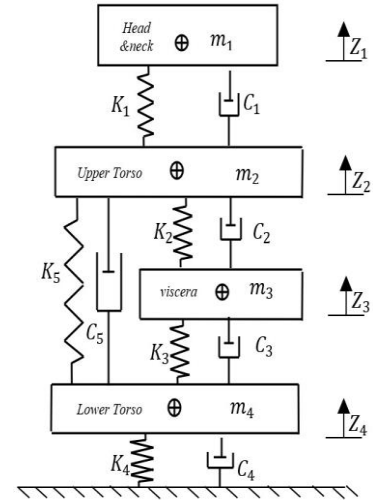 Head
&neck
m₁
Z₁
K₁
C₁
Upper Torso
m₂
Z₂
K₂
C₂
K₅
C₅
viscera
m₃
Z₃
K₃
C₃
Lower Torso
m₄
Z₄
K₄
C₄